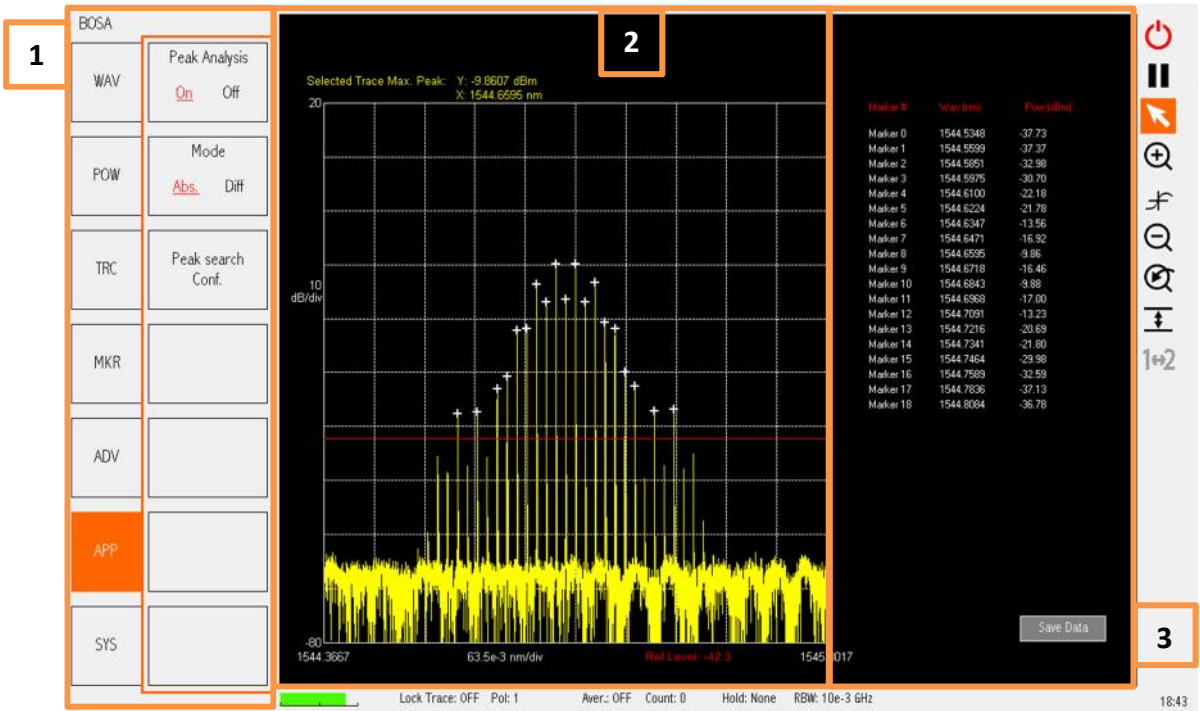 BOSA
1
2
3
WAV
POW
TRC
MKR
ADV
APP
SYS
Peak Analysis
On Off
Mode
Abs. Diff
Peak search
Conf.
Selected Trace Max. Peak: Y: -9.8607 dBm
X: 1544.6595 nm
20
10
dB/div
-80
1544.3667 63.5e-3 nm/div Ref Level: -42.3
Marker # Wav(nm) Pow(dBm)
Marker 0 1544.5348 -37.73
Marker 1 1544.5599 -37.37
Marker 2 1544.5851 -32.98
Marker 3 1544.5975 -30.70
Marker 4 1544.6100 -22.18
Marker 5 1544.6224 -21.78
Marker 6 1544.6347 -13.56
Marker 7 1544.6471 -16.92
Marker 8 1544.6595 -9.86
Marker 9 1544.6718 -16.46
Marker 10 1544.6843 -9.88
Marker 11 1544.6968 -17.00
Marker 12 1544.7091 -13.23
Marker 13 1544.7216 -20.69
Marker 14 1544.7341 -21.80
Marker 15 1544.7464 -29.98
Marker 16 1544.7589 -32.59
Marker 17 1544.7836 -37.13
Marker 18 1544.8084 -36.78
Save Data
1⇔2
Lock Trace: OFF Pol: 1 Aver.: OFF Count: 0 Hold: None RBW: 10e-3 GHz
18:43